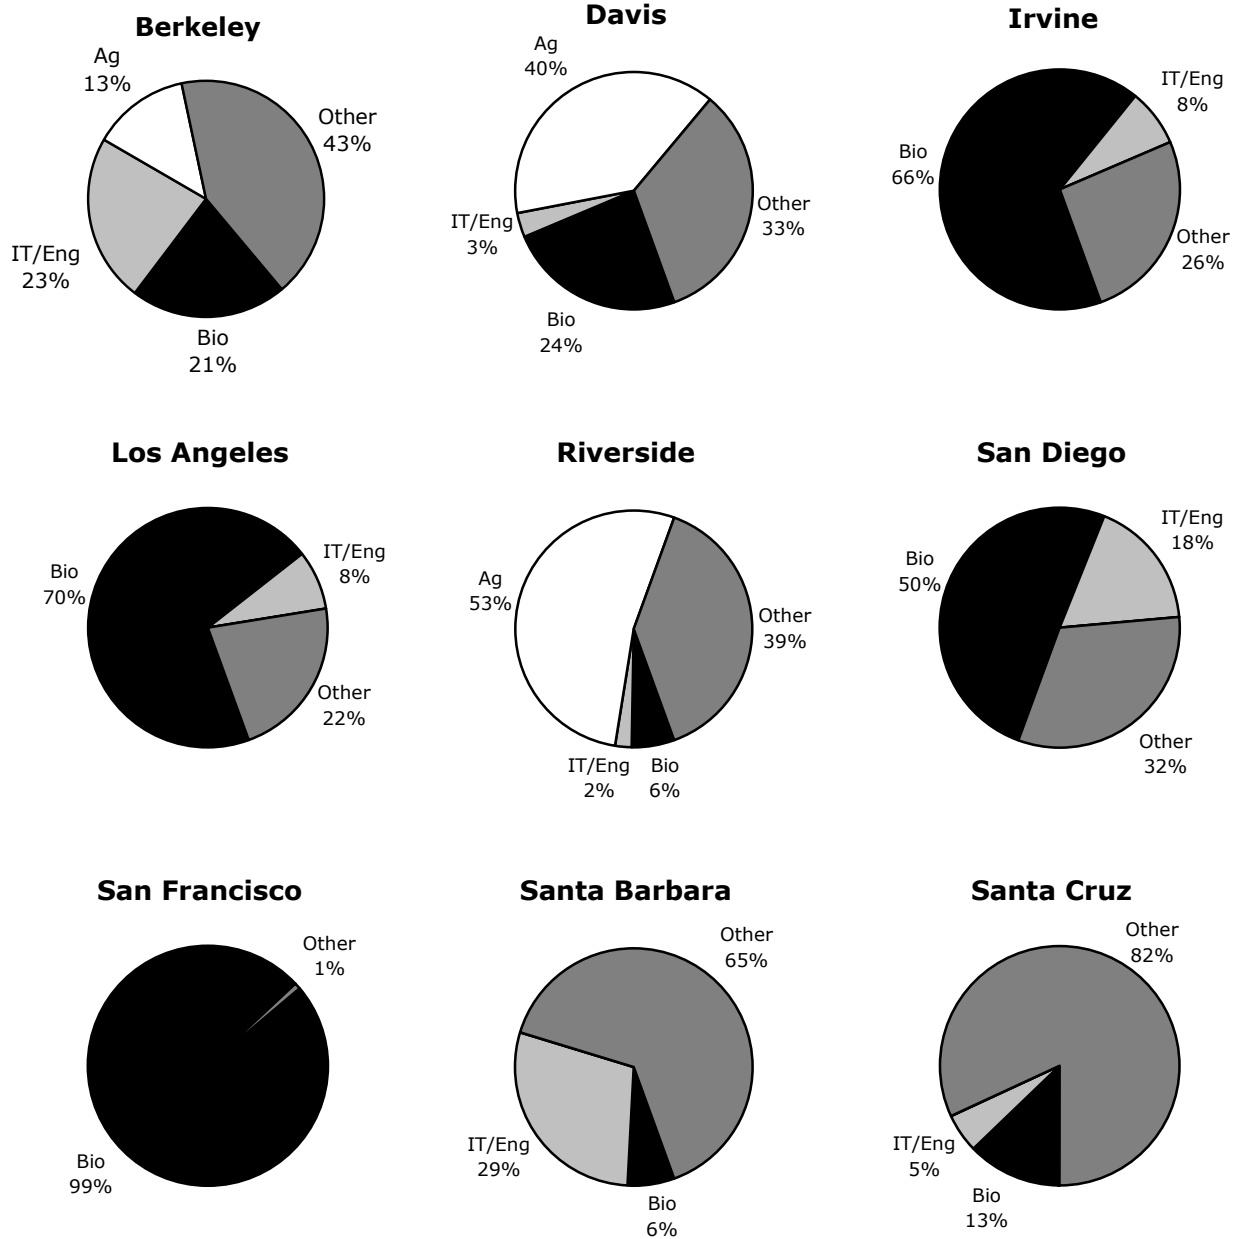 Berkeley
Ag
13%
Other
43%
IT/Eng
23%
Bio
21%
Davis
Ag
40%
Other
33%
IT/Eng
3%
Bio
24%
Irvine
IT/Eng
8%
Bio
66%
Other
26%
Los Angeles
IT/Eng
8%
Bio
70%
Other
22%
Riverside
Ag
53%
Other
39%
IT/Eng
2%
Bio
6%
San Diego
IT/Eng
18%
Bio
50%
Other
32%
San Francisco
Other
1%
Bio
99%
Santa Barbara
Other
65%
IT/Eng
29%
Bio
6%
Santa Cruz
Other
82%
IT/Eng
5%
Bio
13%